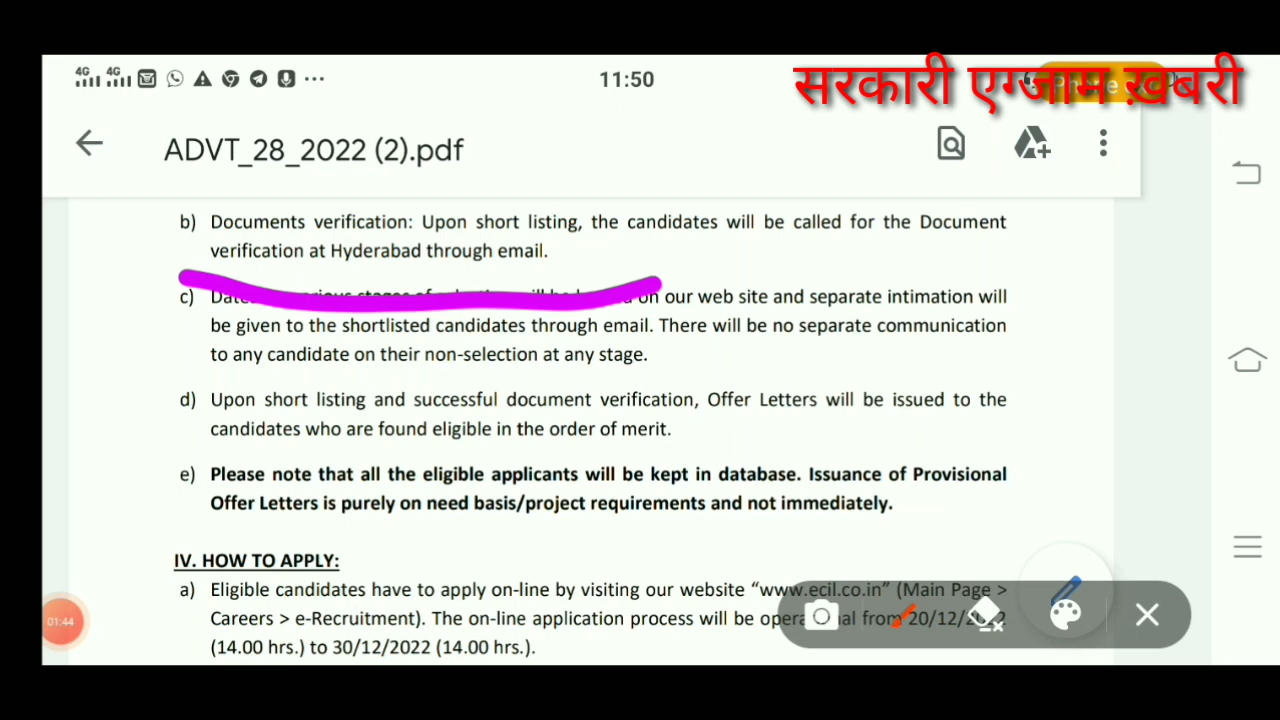 4G 4G 11:50
सरकारी एग्जाम ख़बरी
ADVT_28_2022 (2).pdf
b) Documents verification: Upon short listing, the candidates will be called for the Document
verification at Hyderabad through email.
c) on our web site and separate intimation will
be given to the shortlisted candidates through email. There will be no separate communication
to any candidate on their non-selection at any stage.
d) Upon short listing and successful document verification, Offer Letters will be issued to the
candidates who are found eligible in the order of merit.
e) Please note that all the eligible applicants will be kept in database. Issuance of Provisional
Offer Letters is purely on need basis/project requirements and not immediately.
IV. HOW TO APPLY:
a) Eligible candidates have to apply on-line by visiting our website “www.ecil.co.in” (Main Page >
Careers > e-Recruitment). The on-line application process will be from 20/12/2022
(14.00 hrs.) to 30/12/2022 (14.00 hrs.).
01:44